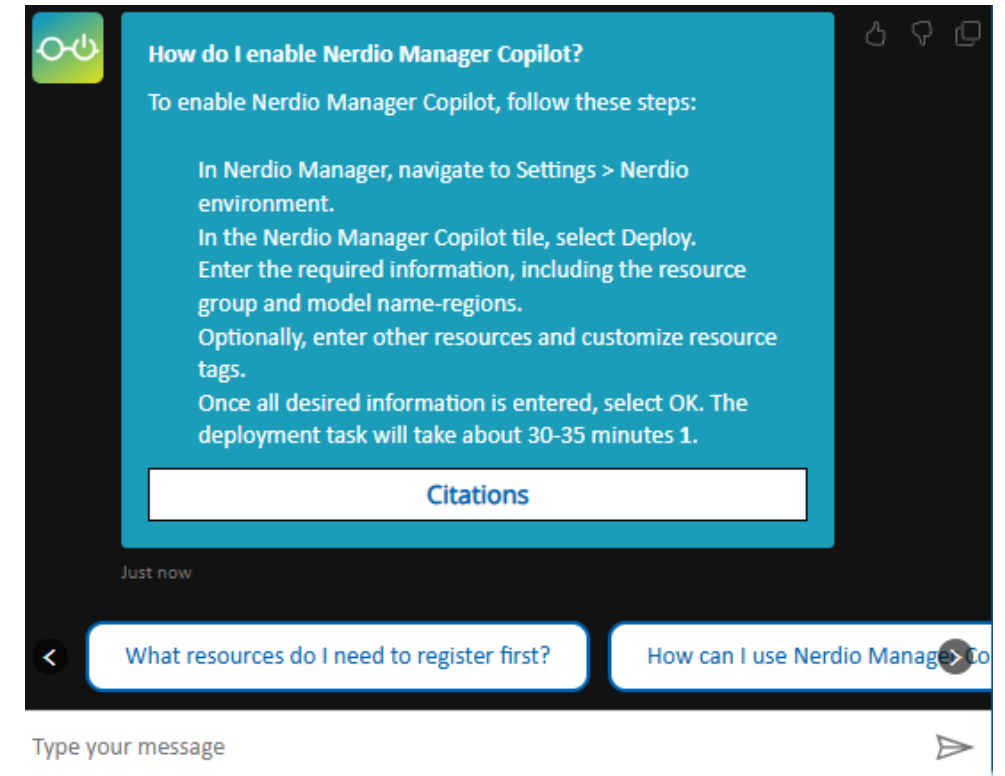 How do I enable Nerdio Manager Copilot?
To enable Nerdio Manager Copilot, follow these steps:
In Nerdio Manager, navigate to Settings > Nerdio
environment.
In the Nerdio Manager Copilot tile, select Deploy.
Enter the required information, including the resource
group and model name-regions.
Optionally, enter other resources and customize resource
tags.
Once all desired information is entered, select OK. The
deployment task will take about 30-35 minutes 1.
Citations
Just now
What resources do I need to register first?
How can I use Nerdio Manager Co
Type your message